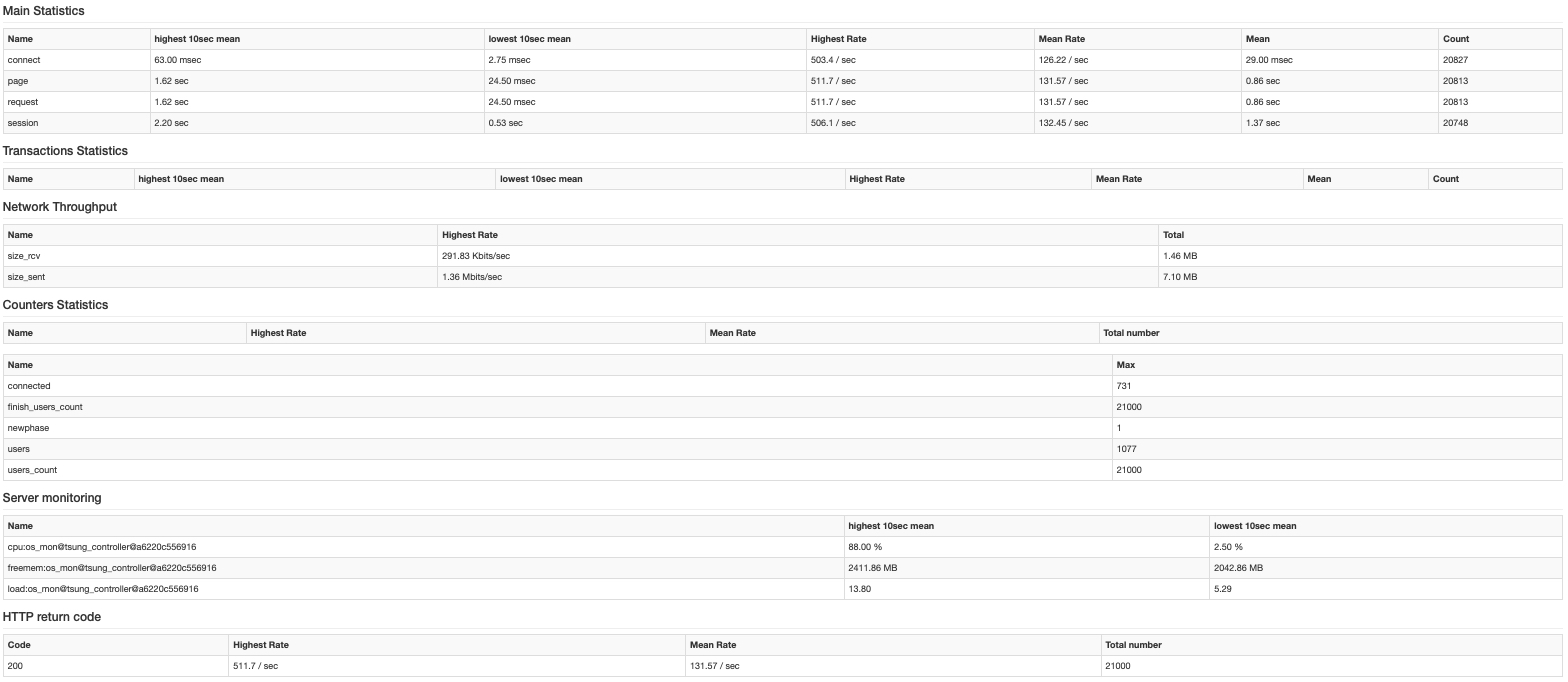 Main Statistics
Name highest 10sec mean lowest 10sec mean Highest Rate Mean Rate Mean Count
connect 63.00 msec 2.75 msec 503.4 / sec 126.22 / sec 29.00 msec 20827
page 1.62 sec 24.50 msec 511.7 / sec 131.57 / sec 0.86 sec 20813
request 1.62 sec 24.50 msec 511.7 / sec 131.57 / sec 0.86 sec 20813
session 2.20 sec 0.53 sec 506.1 / sec 132.45 / sec 1.37 sec 20748
Transactions Statistics
Name highest 10sec mean lowest 10sec mean Highest Rate Mean Rate Mean Count
Network Throughput
Name Highest Rate Total
size_rcv 291.83 Kbits/sec 1.46 MB
size_sent 1.36 Mbits/sec 7.10 MB
Counters Statistics
Name Highest Rate Mean Rate Total number
Name Max
connected 731
finish_users_count 21000
newphase 1
users 1077
users_count 21000
Server monitoring
Name highest 10sec mean lowest 10sec mean
cpu:os_mon@tsung_controller@a6220c556916 88.00 % 2.50 %
freemem:os_mon@tsung_controller@a6220c556916 2411.86 MB 2042.86 MB
load:os_mon@tsung_controller@a6220c556916 13.80 5.29
HTTP return code
Code Highest Rate Mean Rate Total number
200 511.7 / sec 131.57 / sec 21000